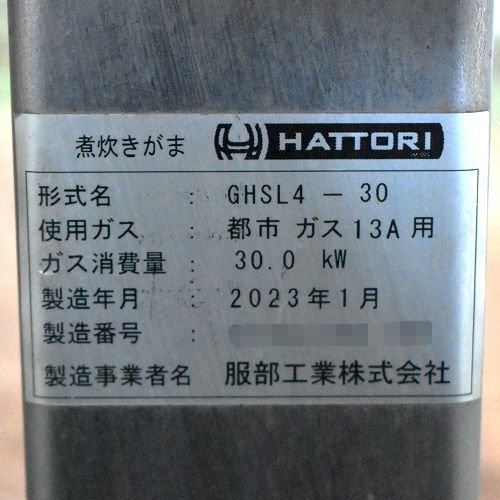 煮炊きがま HATTORI
形式名 : GHSL4-30
使用ガス : 都市 ガス13A用
ガス消費量 : 30.0 kW
製造年月 : 2023年1月
製造番号 :
製造事業者名 服部工業株式会社